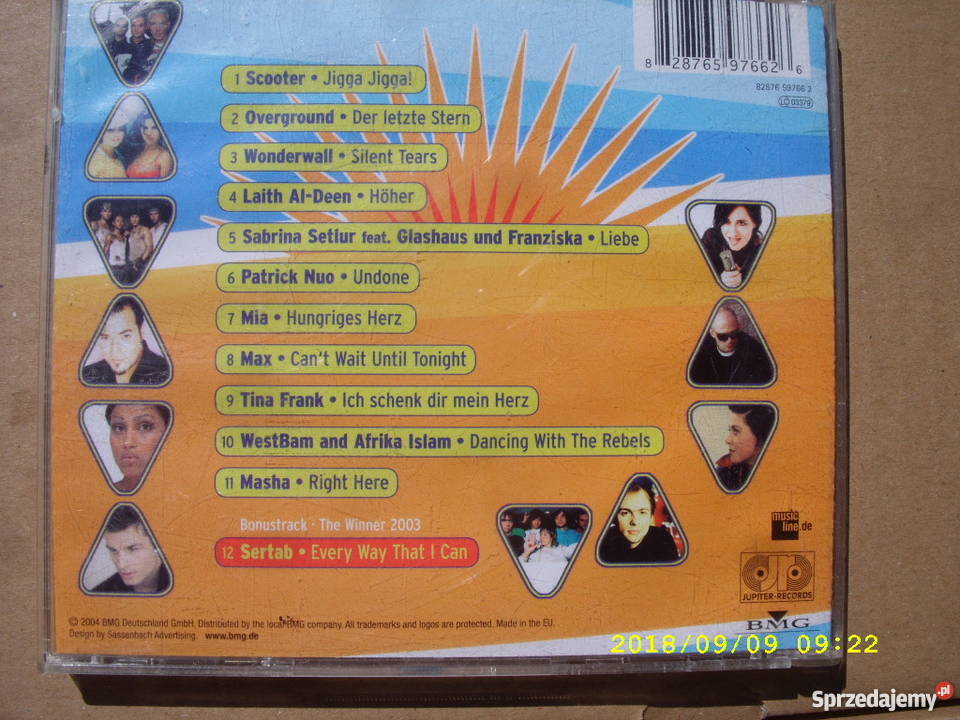 8 28765 97662 6
82876 59766 2
LC 03379
1 Scooter • Jigga Jigga!
2 Overground • Der letzte Stern
3 Wonderwall • Silent Tears
4 Laith Al-Deen • Höher
5 Sabrina Setlur feat. Glashaus und Franziska • Liebe
6 Patrick Nuo • Undone
7 Mia • Hungriges Herz
8 Max • Can't Wait Until Tonight
9 Tina Frank • Ich schenk dir mein Herz
10 WestBam and Afrika Islam • Dancing With The Rebels
11 Masha • Right Here
Bonustrack · The Winner 2003
12 Sertab • Every Way That I Can
music
line.de
JUPITER-RECORDS
BMG
© 2004 BMG Deutschland GmbH. Distributed by the local BMG company. All trademarks and logos are protected. Made in the EU.
Design by Sassenbach Advertising. www.bmg.de
2018/09/09 09:22
Sprzedajemy.pl